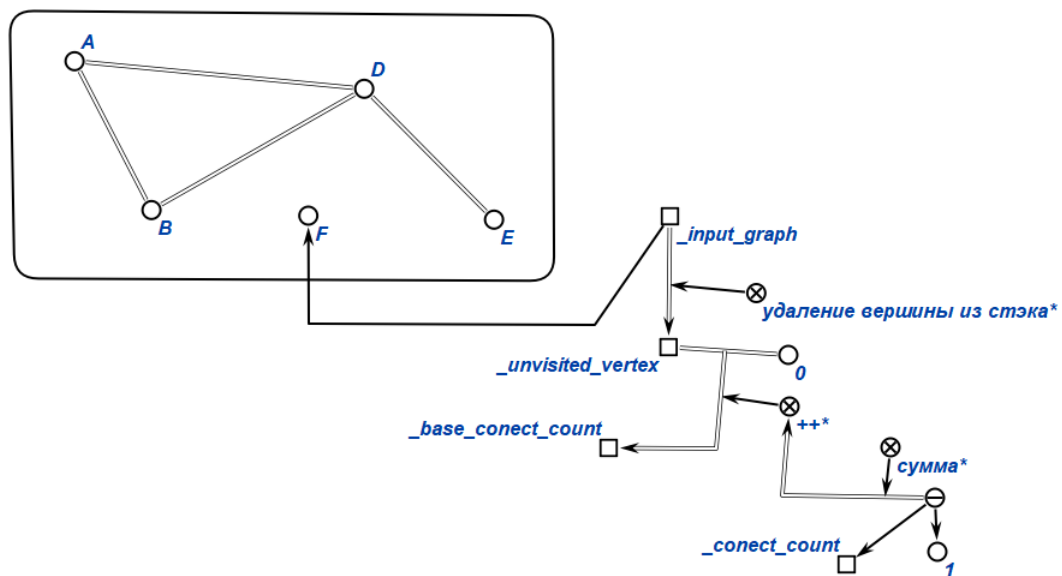 A
D
B
F
E
_input_graph
удаление вершины из стэка*
_unvisited_vertex
0
++*
_base_conect_count
сумма*
_conect_count
1